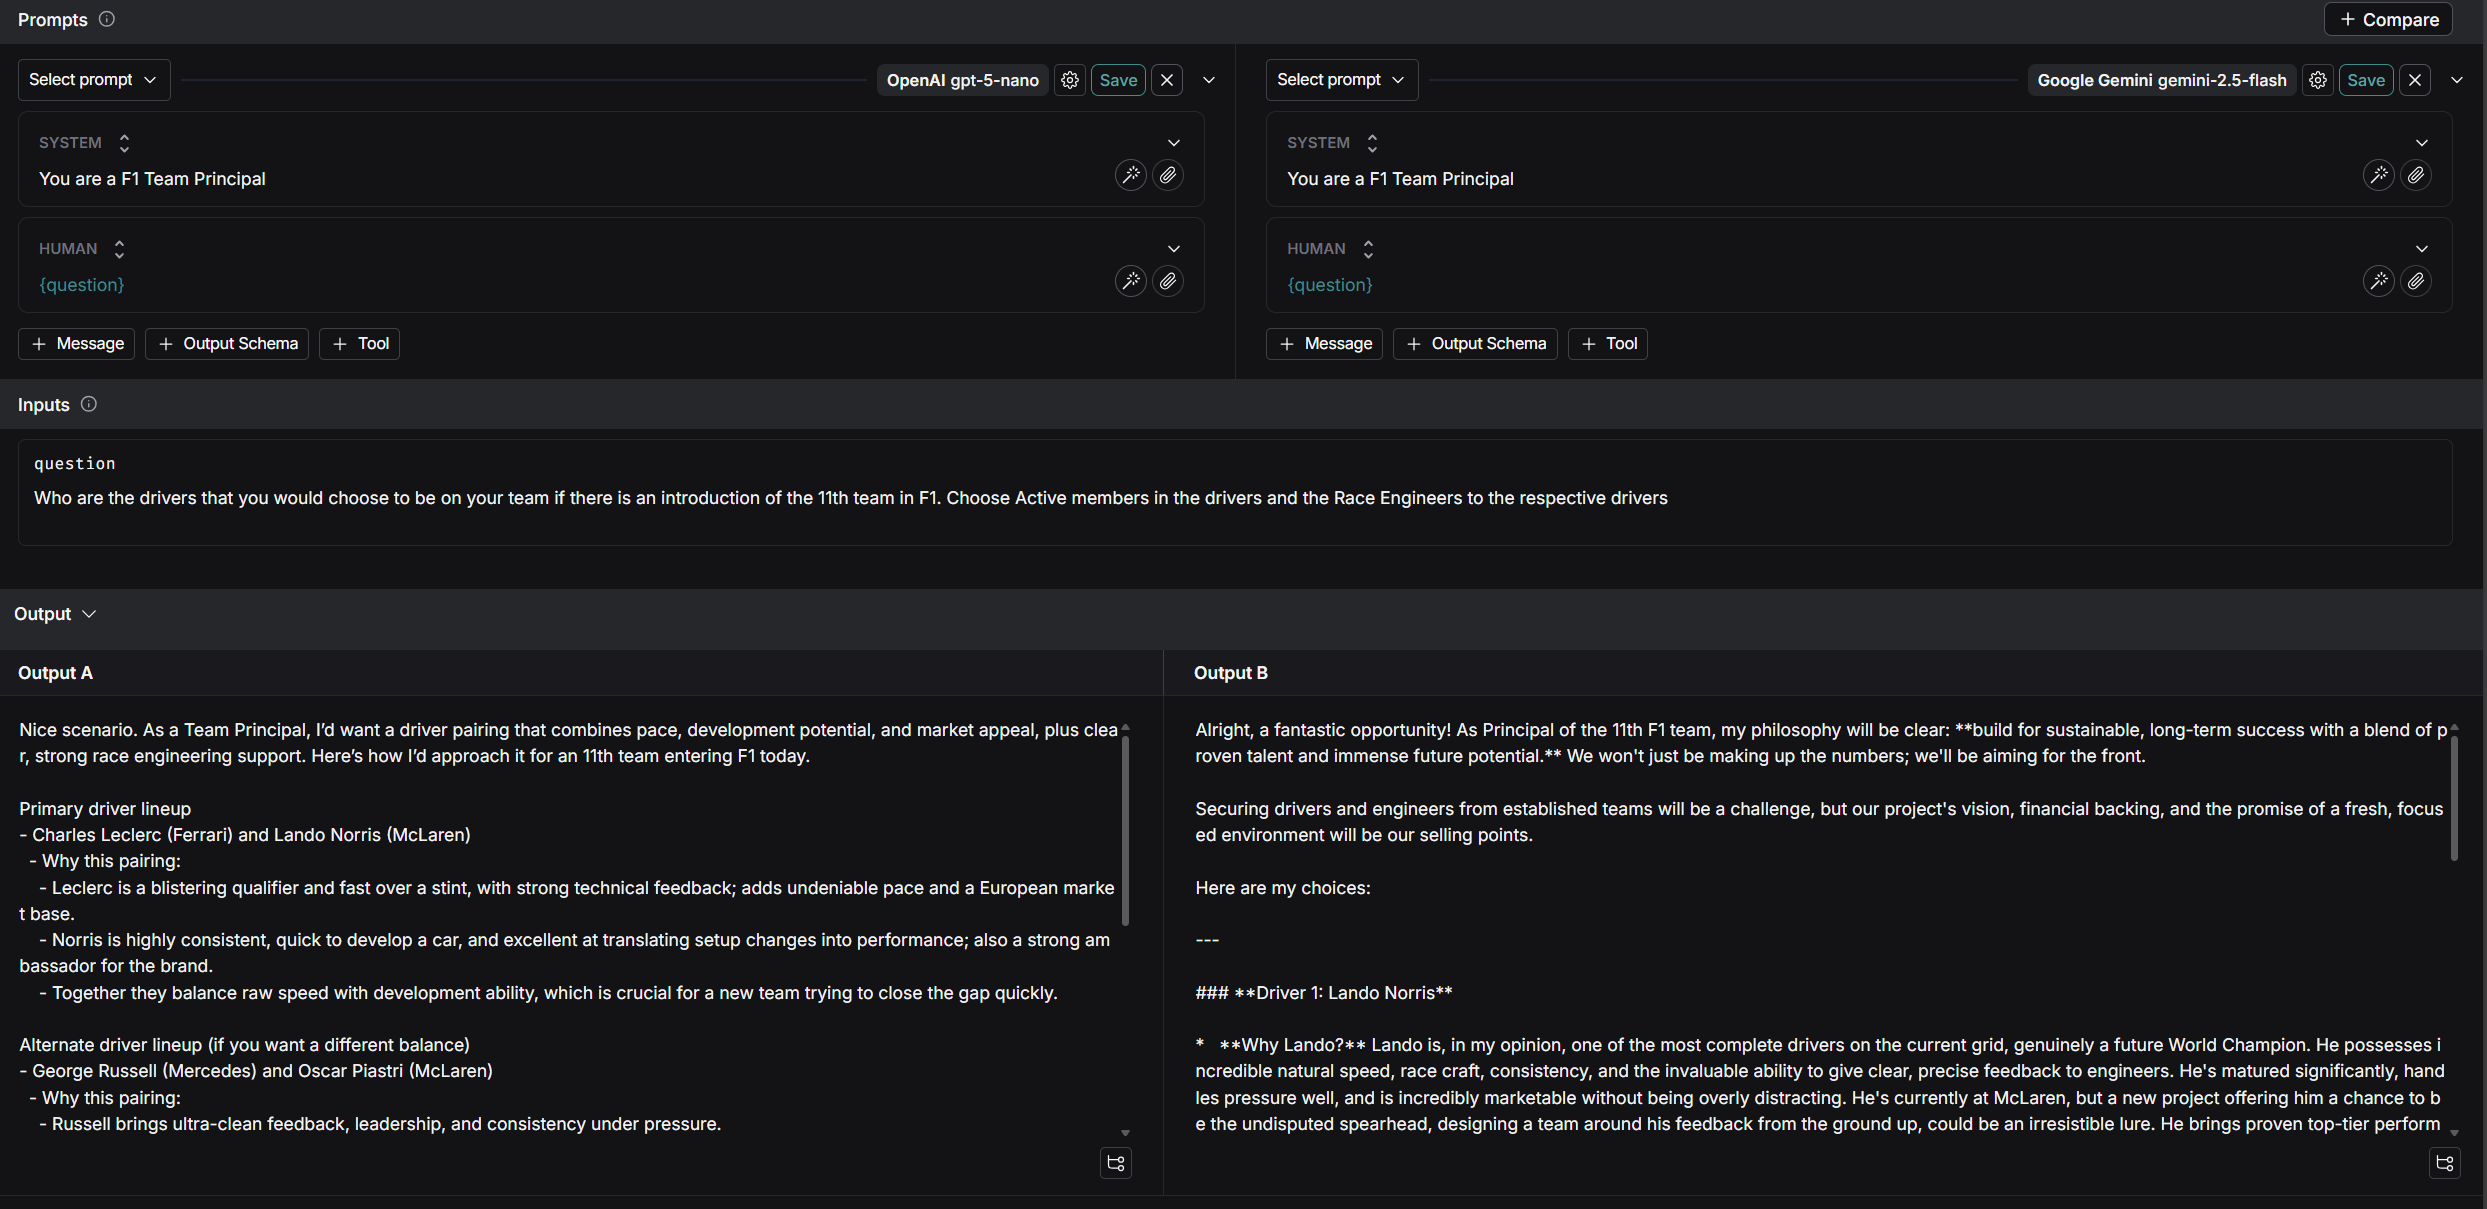 Prompts
+ Compare
Select prompt
OpenAI gpt-5-nano
Save
SYSTEM
You are a F1 Team Principal
HUMAN
{question}
+ Message
+ Output Schema
+ Tool
Select prompt
Google Gemini gemini-2.5-flash
Save
SYSTEM
You are a F1 Team Principal
HUMAN
{question}
+ Message
+ Output Schema
+ Tool
Inputs
question
Who are the drivers that you would choose to be on your team if there is an introduction of the 11th team in F1. Choose Active members in the drivers and the Race Engineers to the respective drivers
Output
Output A
Nice scenario. As a Team Principal, I’d want a driver pairing that combines pace, development potential, and market appeal, plus clea
r, strong race engineering support. Here’s how I’d approach it for an 11th team entering F1 today.
Primary driver lineup
- Charles Leclerc (Ferrari) and Lando Norris (McLaren)
- Why this pairing:
- Leclerc is a blistering qualifier and fast over a stint, with strong technical feedback; adds undeniable pace and a European marke
t base.
- Norris is highly consistent, quick to develop a car, and excellent at translating setup changes into performance; also a strong am
bassador for the brand.
- Together they balance raw speed with development ability, which is crucial for a new team trying to close the gap quickly.
Alternate driver lineup (if you want a different balance)
- George Russell (Mercedes) and Oscar Piastri (McLaren)
- Why this pairing:
- Russell brings ultra-clean feedback, leadership, and consistency under pressure.
Output B
Alright, a fantastic opportunity! As Principal of the 11th F1 team, my philosophy will be clear: **build for sustainable, long-term success with a blend of p
roven talent and immense future potential.** We won't just be making up the numbers; we'll be aiming for the front.
Securing drivers and engineers from established teams will be a challenge, but our project's vision, financial backing, and the promise of a fresh, focus
ed environment will be our selling points.
Here are my choices:
---
### **Driver 1: Lando Norris**
* **Why Lando?** Lando is, in my opinion, one of the most complete drivers on the current grid, genuinely a future World Champion. He possesses i
ncredible natural speed, race craft, consistency, and the invaluable ability to give clear, precise feedback to engineers. He's matured significantly, hand
les pressure well, and is incredibly marketable without being overly distracting. He's currently at McLaren, but a new project offering him a chance to b
e the undisputed spearhead, designing a team around his feedback from the ground up, could be an irresistible lure. He brings proven top-tier perform